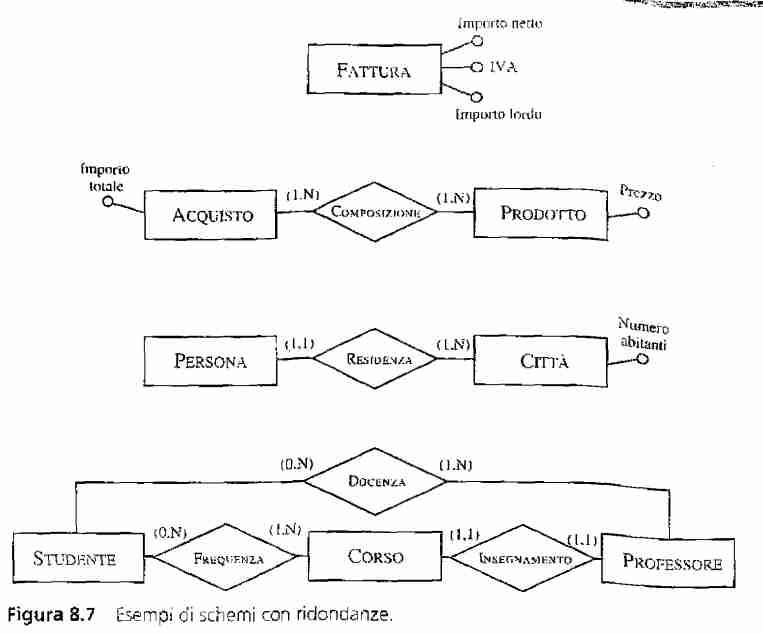 Importo netto
FATTURA
IVA
Importo lordo
Importo
totale
ACQUISTO
(1.N)
COMPOSIZIONE
(1.N)
PRODOTTO
Prezzo
PERSONA
(1,1)
RESIDENZA
(1.N)
CITTÀ
Numero
abitanti
(0.N)
DOCENZA
(1.N)
STUDENTE
(0.N)
FREQUENZA
(1.N)
CORSO
(1,1)
INSEGNAMENTO
(1,1)
PROFESSORE
Figura 8.7 Esempi di schemi con ridondanze.